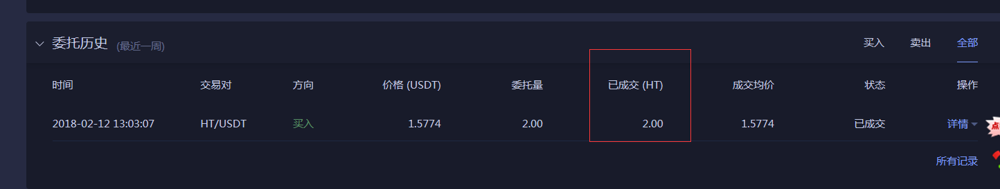 委托历史 (最近一周) 买入 卖出 全部
时间 交易对 方向 价格 (USDT) 委托量 已成交 (HT) 成交均价 状态 操作
2018-02-12 13:03:07 HT/USDT 买入 1.5774 2.00 2.00 1.5774 已成交 详情
点
所有记录